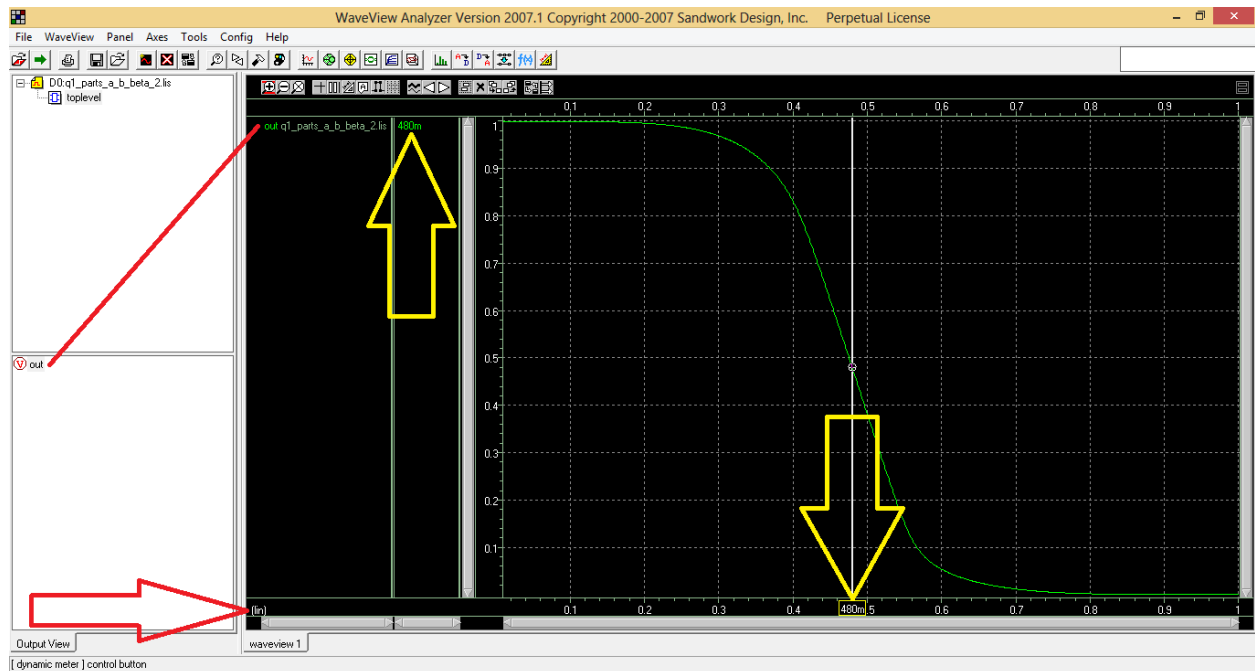 WaveView Analyzer Version 2007.1 Copyright 2000-2007 Sandwork Design, Inc. Perpetual License
File WaveView Panel Axes Tools Config Help
D0:q1_parts_a_b_beta_2.lis
toplevel
0.1 0.2 0.3 0.4 0.5 0.6 0.7 0.8 0.9 1
out q1_parts_a_b_beta_2.lis 480m
1
0.9
0.8
0.7
0.6
0.5
0.4
0.3
0.2
0.1
V out
(lin) 0.1 0.2 0.3 0.4 480m 0.5 0.6 0.7 0.8 0.9 1
Output View waveview 1
[ dynamic meter ] control button